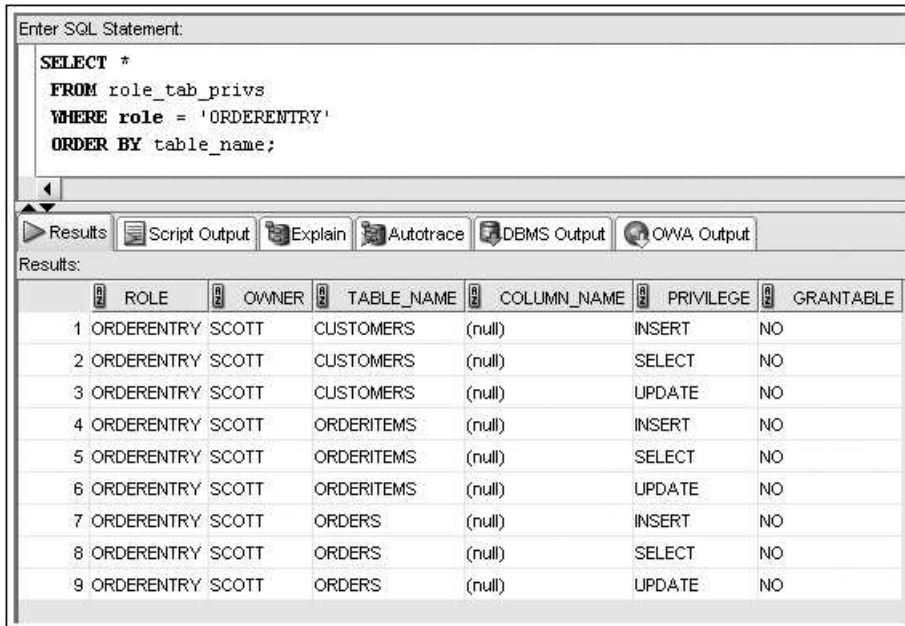 Enter SQL Statement:
SELECT *
FROM role_tab_privs
WHERE role = 'ORDERENTRY'
ORDER BY table_name;
Results Script Output Explain Autotrace DBMS Output OWA Output
Results:
ROLE OWNER TABLE_NAME COLUMN_NAME PRIVILEGE GRANTABLE
1 ORDERENTRY SCOTT CUSTOMERS (null) INSERT NO
2 ORDERENTRY SCOTT CUSTOMERS (null) SELECT NO
3 ORDERENTRY SCOTT CUSTOMERS (null) UPDATE NO
4 ORDERENTRY SCOTT ORDERITEMS (null) INSERT NO
5 ORDERENTRY SCOTT ORDERITEMS (null) SELECT NO
6 ORDERENTRY SCOTT ORDERITEMS (null) UPDATE NO
7 ORDERENTRY SCOTT ORDERS (null) INSERT NO
8 ORDERENTRY SCOTT ORDERS (null) SELECT NO
9 ORDERENTRY SCOTT ORDERS (null) UPDATE NO